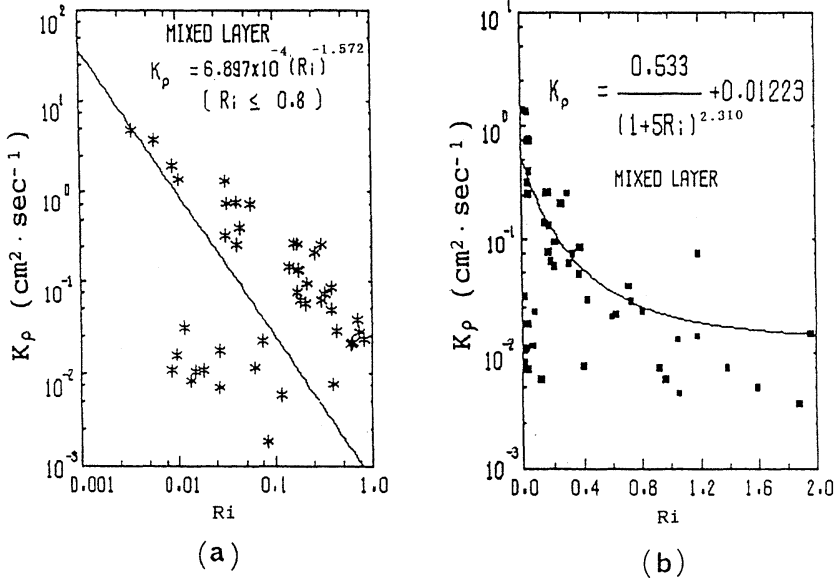 MIXED LAYER
K_ρ = 6.897x10^-4 (Ri)^-1.572
( Ri ≤ 0.8 )
10^2
10^1
10^0
10^-1
10^-2
10^-3
K_ρ (cm^2 · sec^-1)
0.001 0.01 0.1 1.0
Ri
(a)
K_ρ = 0.533 / (1+5Ri)^2.310 +0.01223
MIXED LAYER
10^1
10^0
10^-1
10^-2
10^-3
K_ρ (cm^2 · sec^-1)
0.0 0.4 0.8 1.2 1.6 2.0
Ri
(b)